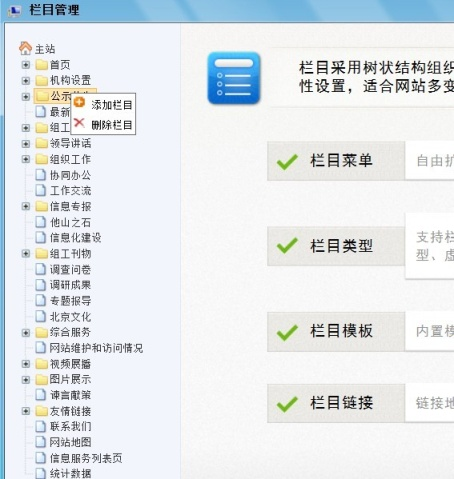 栏目管理
主站
首页
机构设置
公示
添加栏目
最新
删除栏目
组工
领导讲话
组织工作
协同办公
工作交流
信息专报
他山之石
信息化建设
组工刊物
调查问卷
调研成果
专题报导
北京文化
综合服务
网站维护和访问情况
视频展播
图片展示
谏言献策
友情链接
联系我们
网站地图
信息服务列表页
统计数据
栏目采用树状结构组织
性设置，适合网站多变
栏目菜单
自由扩
栏目类型
支持栏
型、虚
栏目模板
内置模
栏目链接
链接地